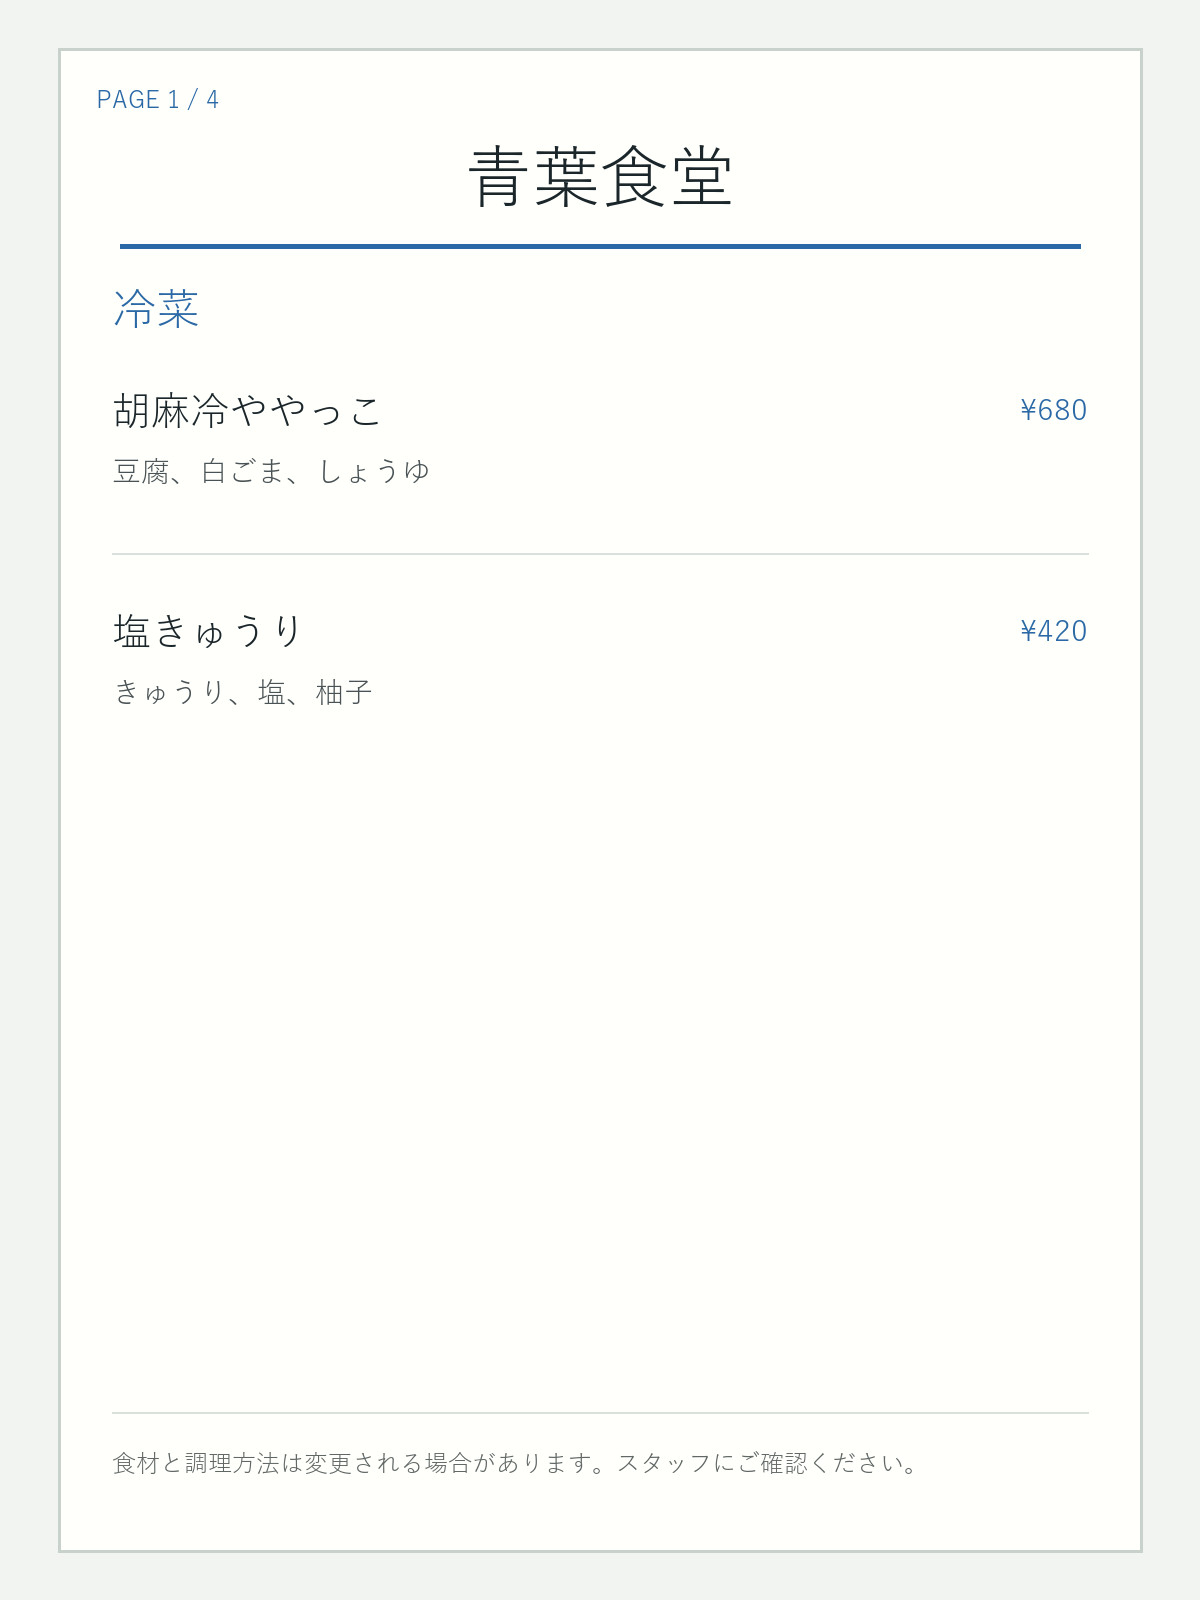 PAGE 1 / 4
青葉食堂
冷菜
胡麻冷ややっこ ¥680
豆腐、白ごま、しょうゆ
塩きゅうり ¥420
きゅうり、塩、柚子
食材と調理方法は変更される場合があります。スタッフにご確認ください。